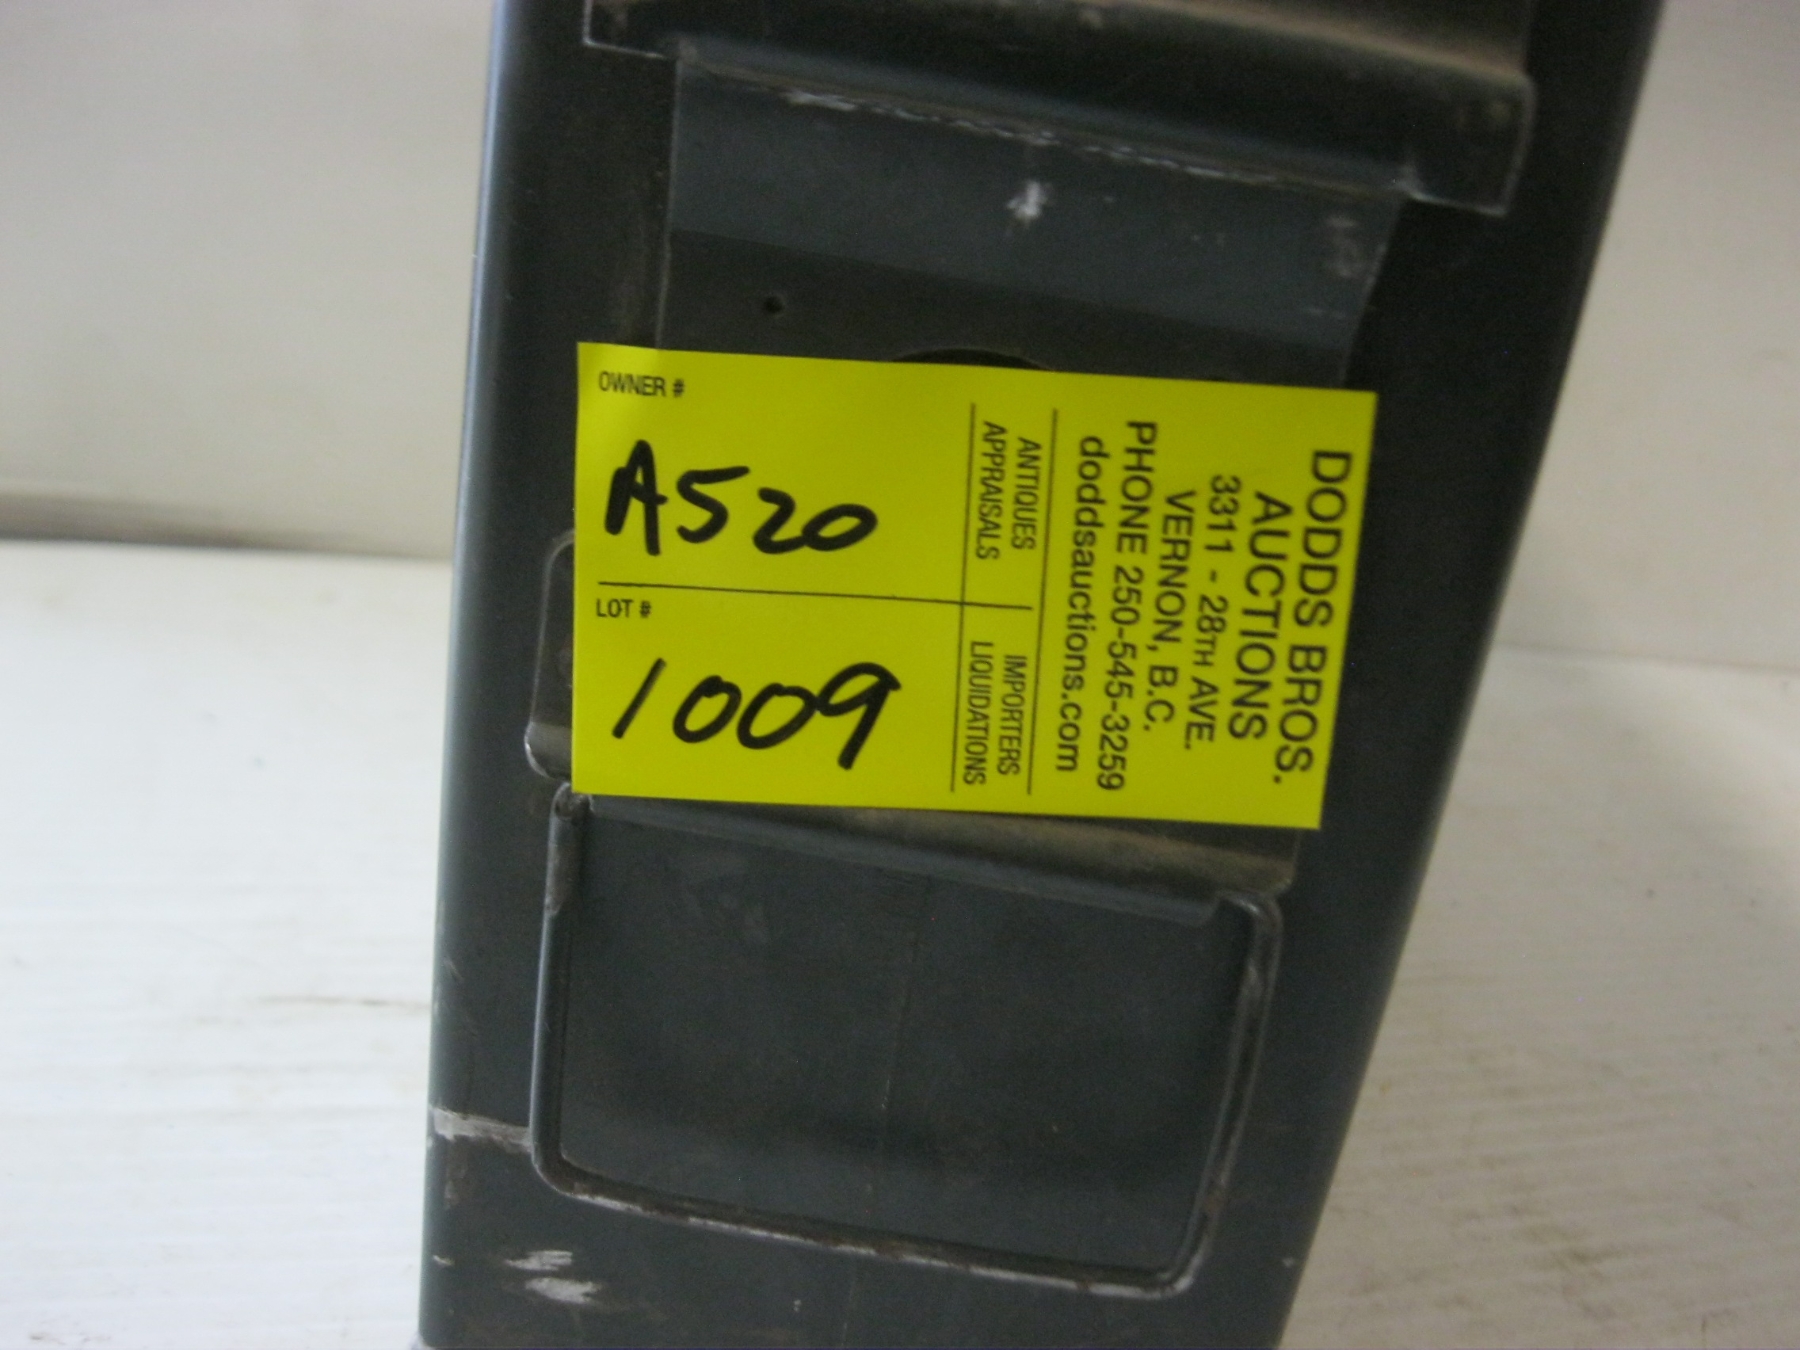 OWNER #
A520
LOT #
1009
DODDS BROS.
AUCTIONS
3311 - 28TH AVE.
VERNON, B.C.
PHONE 250-545-3259
doddsauctions.com
ANTIQUES
APPRAISALS
IMPORTERS
LIQUIDATIONS